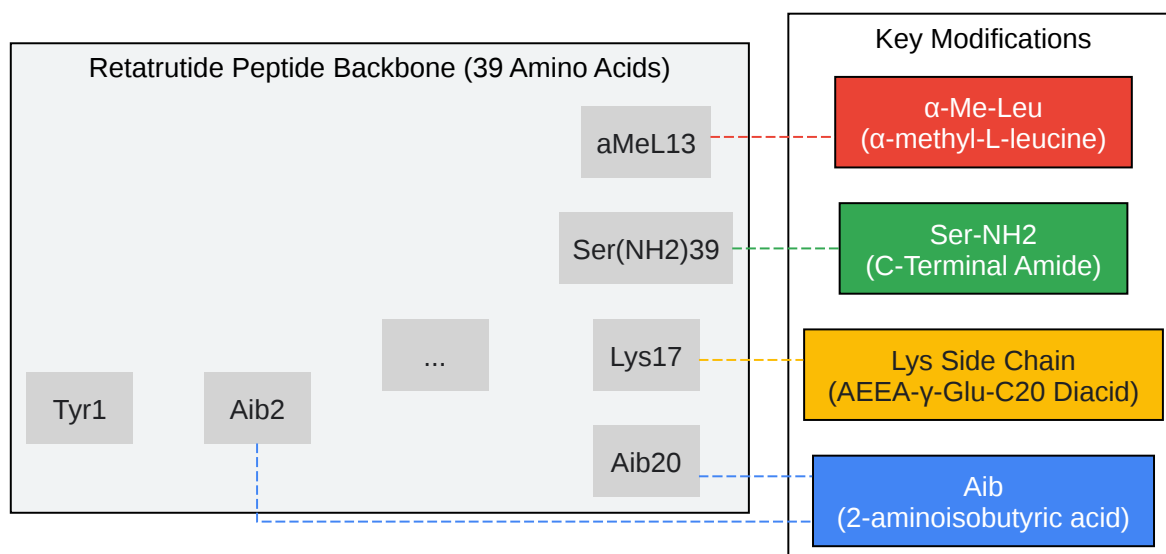 Retatrutide Peptide Backbone (39 Amino Acids)
aMeL13
Ser(NH2)39
...
Lys17
Tyr1
Aib2
Aib20
Key Modifications
α-Me-Leu
(α-methyl-L-leucine)
Ser-NH2
(C-Terminal Amide)
Lys Side Chain
(AEEA-γ-Glu-C20 Diacid)
Aib
(2-aminoisobutyric acid)